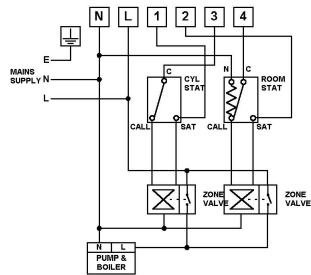 N L 1 2 3 4
E
MAINS
SUPPLY
N
L
C
CYL
STAT
CALL
SAT
N C
ROOM
STAT
CALL
SAT
ZONE
VALVE
ZONE
VALVE
N L
PUMP &
BOILER